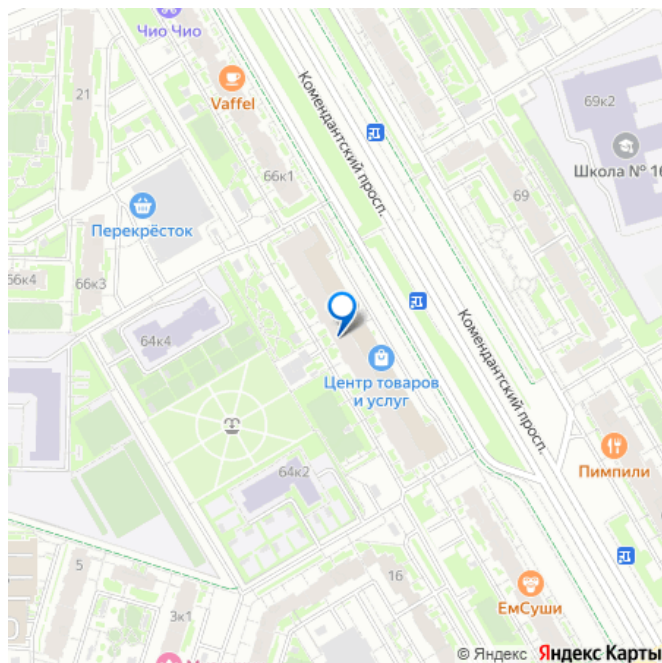 Чио Чио
21
Vaffel
Комендантский просп.
69к2
Школа № 16
66к1
69
Перекрёсток
66к4
66к3
64к4
Комендантский просп.
Центр товаров
и услуг
Пимпили
64к2
5
16
3к1
ЕмСуши
© Яндекс Яндекс Карты